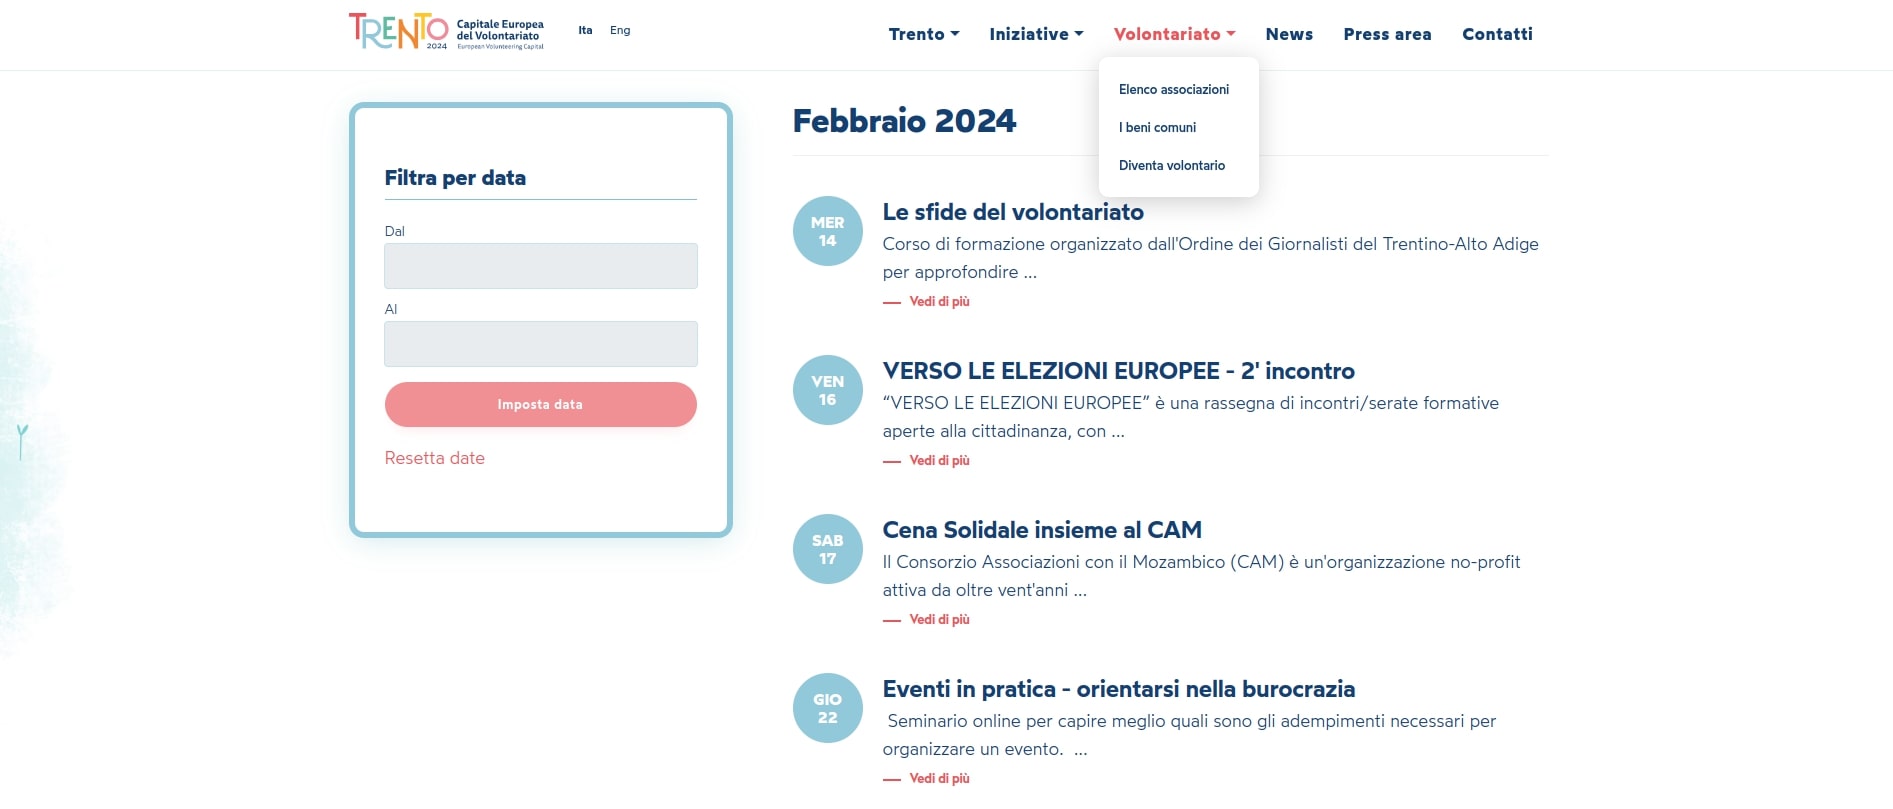 TRENTO
2024
Capitale Europea
del Volontariato
European Volunteering Capital
Ita
Eng
Trento
Iniziative
Volontariato
News
Press area
Contatti
Elenco associazioni
I beni comuni
Diventa volontario
Filtra per data
Dal
Al
Imposta data
Resetta date
Febbraio 2024
MER
14
Le sfide del volontariato
Corso di formazione organizzato dall'Ordine dei Giornalisti del Trentino-Alto Adige
per approfondire ...
Vedi di più
VEN
16
VERSO LE ELEZIONI EUROPEE - 2' incontro
“VERSO LE ELEZIONI EUROPEE” è una rassegna di incontri/serate formative
aperte alla cittadinanza, con ...
Vedi di più
SAB
17
Cena Solidale insieme al CAM
Il Consorzio Associazioni con il Mozambico (CAM) è un'organizzazione no-profit
attiva da oltre vent'anni ...
Vedi di più
GIO
22
Eventi in pratica - orientarsi nella burocrazia
Seminario online per capire meglio quali sono gli adempimenti necessari per
organizzare un evento. ...
Vedi di più